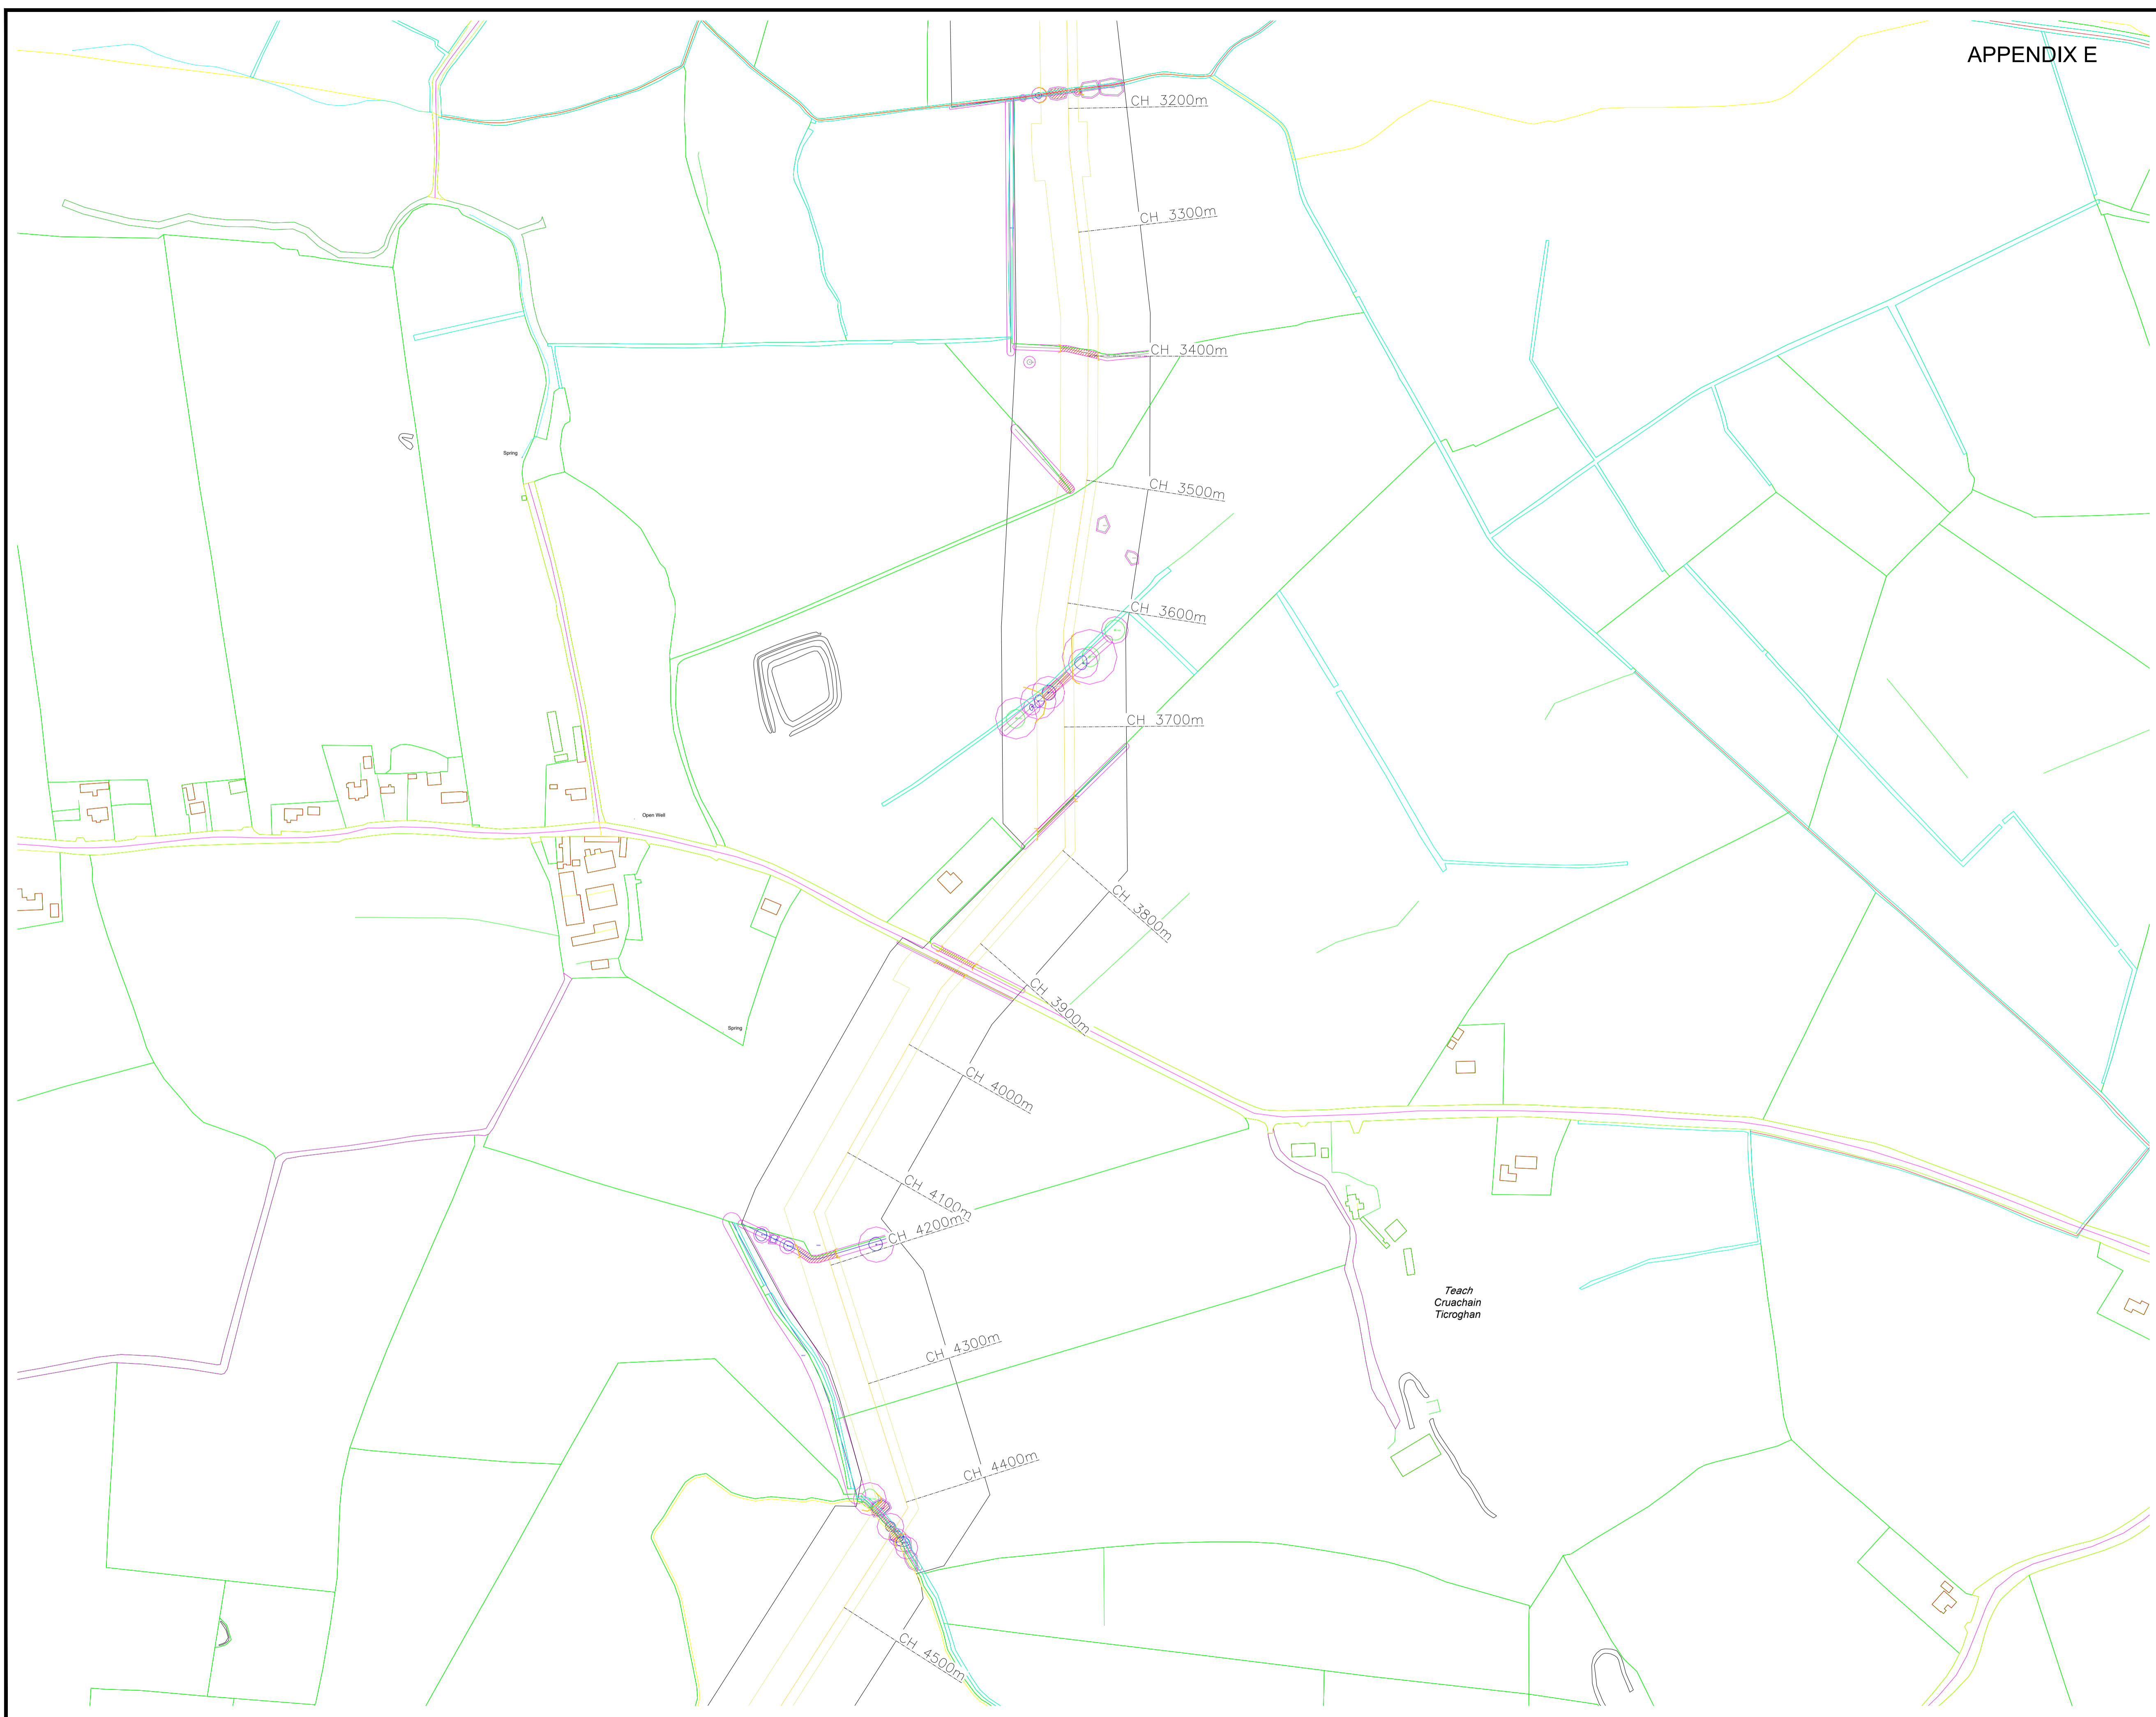 APPENDIX E
CH 3200m
CH 3300m
CH 3400m
Spring
CH 3500m
CH 3600m
CH 3700m
Open Well
CH 3800m
CH 3900m
Spring
CH 4000m
CH 4100m
CH 4200m
Teach
Cruachain
Ticroghan
CH 4300m
CH 4400m
CH 4500m